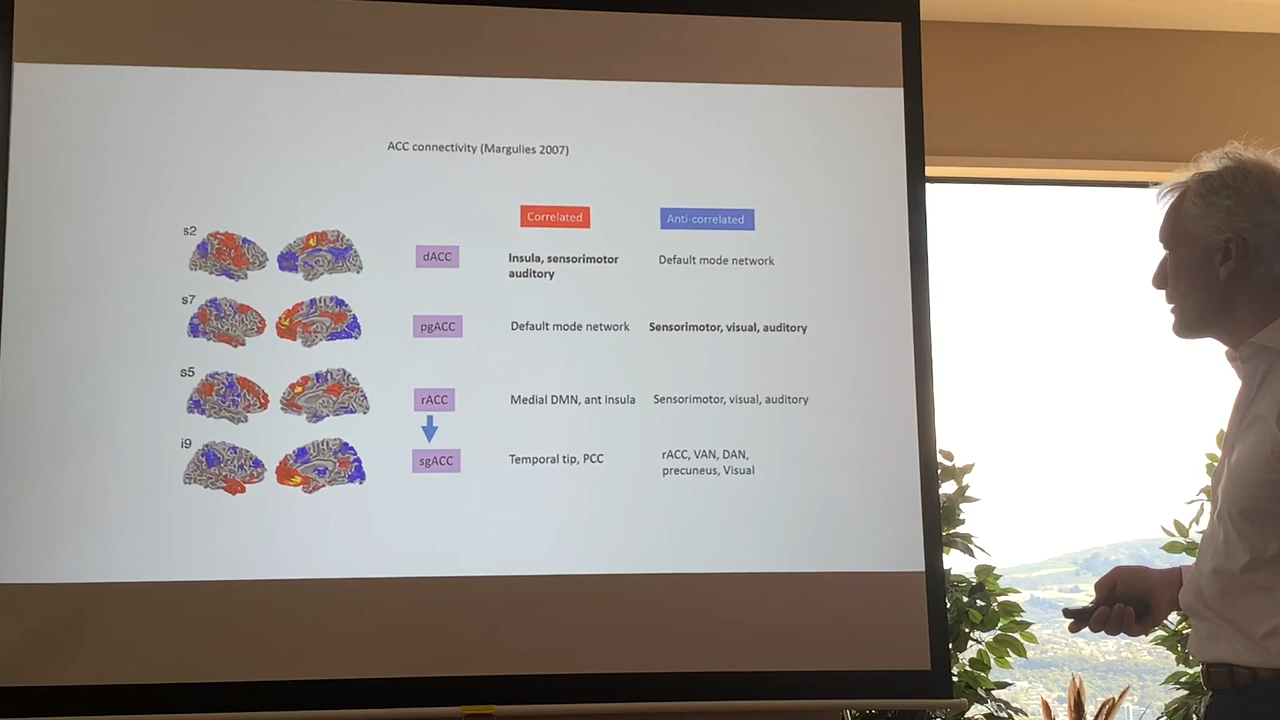 ACC connectivity (Margulies 2007)
Correlated
Anti-correlated
s2
dACC
Insula, sensorimotor
auditory
Default mode network
s7
pgACC
Default mode network
Sensorimotor, visual, auditory
s5
rACC
Medial DMN, ant insula
Sensorimotor, visual, auditory
i9
sgACC
Temporal tip, PCC
rACC, VAN, DAN,
precuneus, Visual